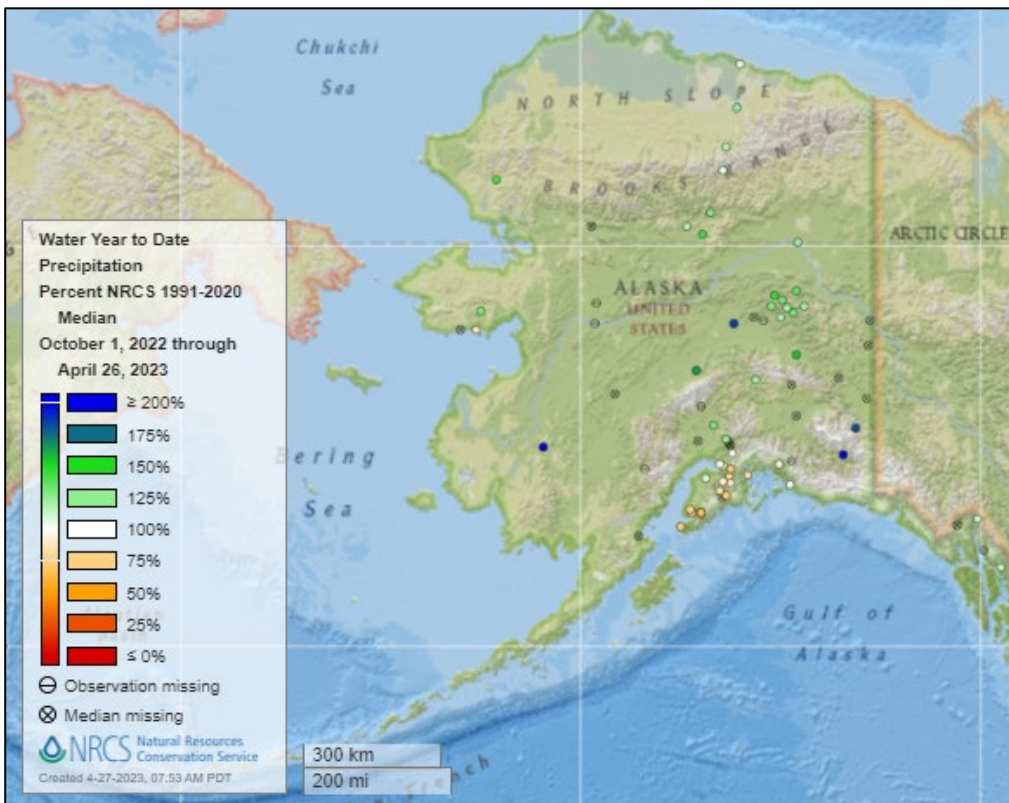 Chukchi
Sea
NORTH SLOPE
BROOKS RANGE
ARCTIC CIRCLE
ALASKA
UNITED
STATES
Bering
Sea
Gulf of
Alaska
Trench
Water Year to Date
Precipitation
Percent NRCS 1991-2020
Median
October 1, 2022 through
April 26, 2023
≥ 200%
175%
150%
125%
100%
75%
50%
25%
≤ 0%
Observation missing
Median missing
NRCS Natural Resources
Conservation Service
Created 4-27-2023, 07:53 AM PDT
300 km
200 mi